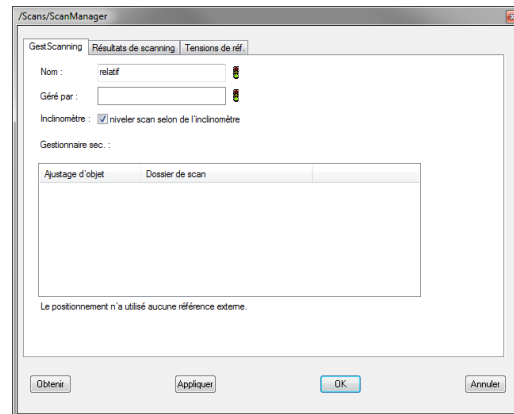 /Scans/ScanManager
GestScanning Résultats de scanning Tensions de réf.
Nom : relatif
Géré par :
Inclinomètre : niveler scan selon de l'inclinomètre
Gestionnaire sec. :
Ajustage d'objet Dossier de scan
Le positionnement n'a utilisé aucune référence externe.
Obtenir Appliquer OK Annuler